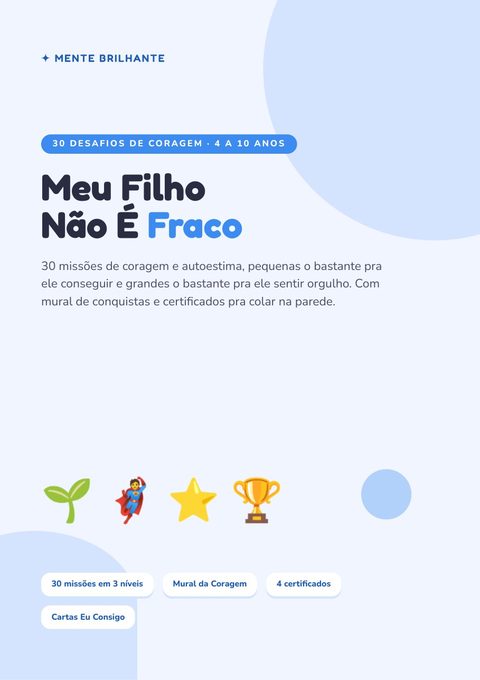 ✦ MENTE BRILHANTE
30 DESAFIOS DE CORAGEM · 4 A 10 ANOS
Meu Filho
Não É Fraco
30 missões de coragem e autoestima, pequenas o bastante pra
ele conseguir e grandes o bastante pra ele sentir orgulho. Com
mural de conquistas e certificados pra colar na parede.
30 missões em 3 níveis
Mural da Coragem
4 certificados
Cartas Eu Consigo